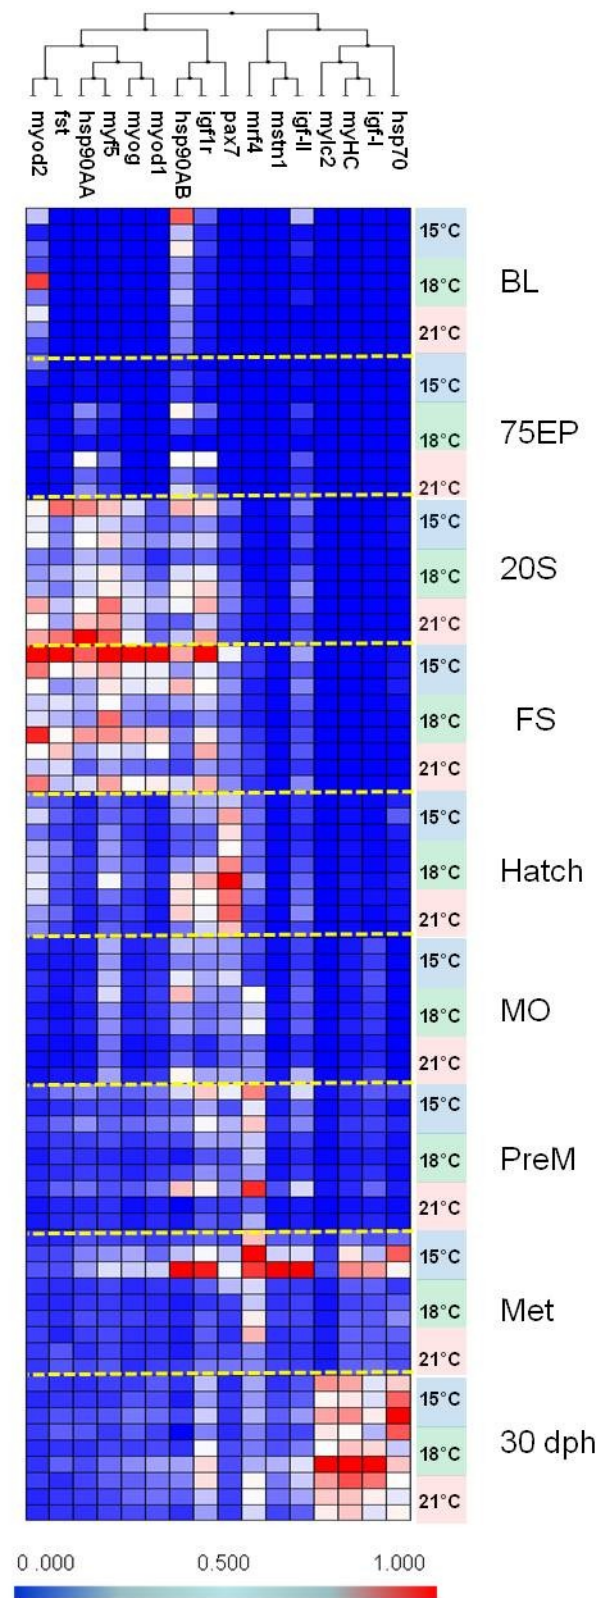 myod2 fst hsp90AA myf5 myog myod1 hsp90AB igf1r pax7 mrf4 mstn1 igf-II mylc2 myHC igf-I hsp70
15°C
18°C BL
21°C
15°C
18°C 75EP
21°C
15°C
18°C 20S
21°C
15°C
18°C FS
21°C
15°C
18°C Hatch
21°C
15°C
18°C MO
21°C
15°C
18°C PreM
21°C
15°C
18°C Met
21°C
15°C
18°C 30 dph
21°C
0 .000 0.500 1.000